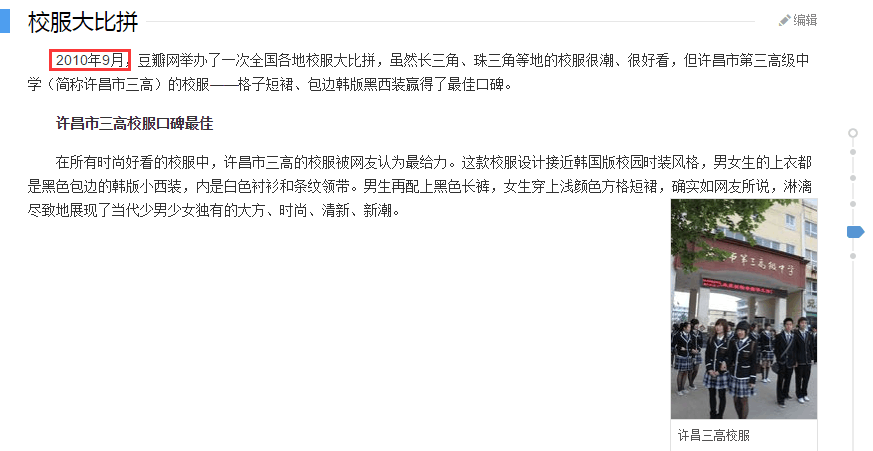 校服大比拼
编辑
2010年9月，豆瓣网举办了一次全国各地校服大比拼，虽然长三角、珠三角等地的校服很潮、很好看，但许昌市第三高级中
学（简称许昌市三高）的校服——格子短裙、包边韩版黑西装赢得了最佳口碑。
许昌市三高校服口碑最佳
在所有时尚好看的校服中，许昌市三高的校服被网友认为最给力。这款校服设计接近韩国版校园时装风格，男女生的上衣都
是黑色包边的韩版小西装，内是白色衬衫和条纹领带。男生再配上黑色长裤，女生穿上浅颜色方格短裙，确实如网友所说，淋漓
尽致地展现了当代少男少女独有的大方、时尚、清新、新潮。
市第三高级中学
许昌三高校服